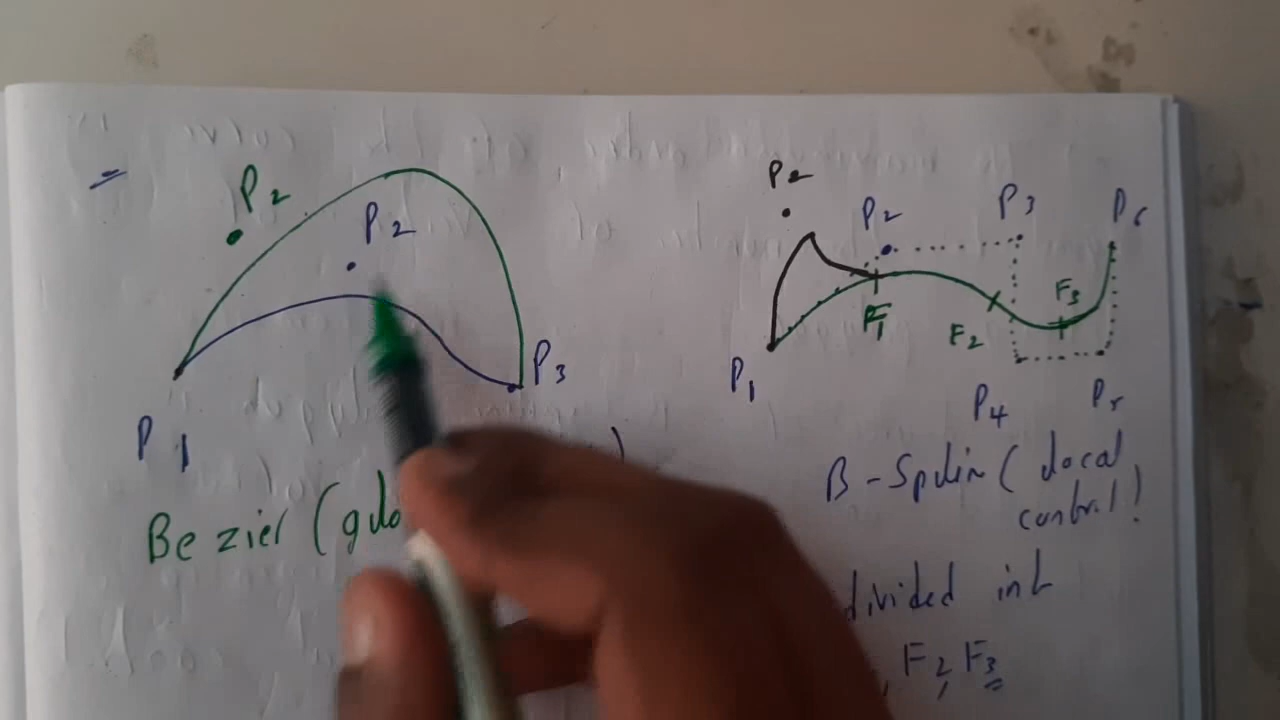 P2
P2
P3
P1
Bezier (glo
P2
P2
P3
P6
F1
F2
F3
P1
P4
P5
B-Splin (local
control)
divided int
, F2, F3